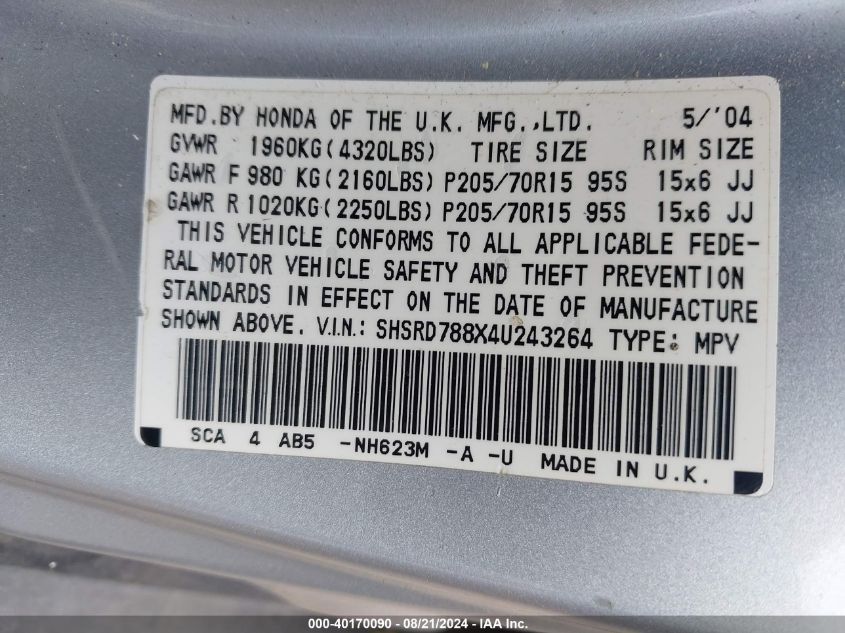 MFD.BY HONDA OF THE U.K. MFG.,LTD. 5/'04
GVWR 1960KG(4320LBS) TIRE SIZE RIM SIZE
GAWR F 980 KG(2160LBS) P205/70R15 95S 15x6 JJ
GAWR R 1020KG(2250LBS) P205/70R15 95S 15x6 JJ
THIS VEHICLE CONFORMS TO ALL APPLICABLE FEDE-
RAL MOTOR VEHICLE SAFETY AND THEFT PREVENTION
STANDARDS IN EFFECT ON THE DATE OF MANUFACTURE
SHOWN ABOVE. V.I.N.: SHSRD788X4U243264 TYPE: MPV
SCA 4 AB5 -NH623M -A -U MADE IN U.K.
000-40170090 - 08/21/2024 - IAAI.COM